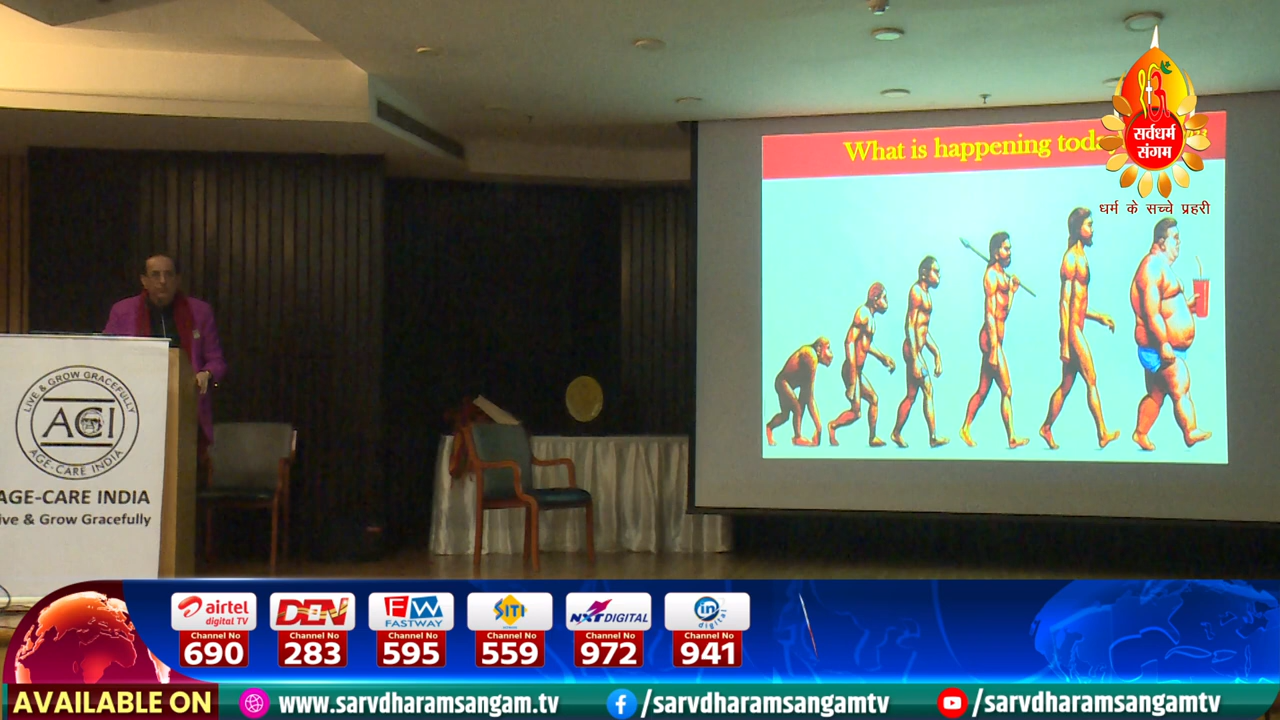 What is happening toda
सर्वधर्म
संगम
धर्म के सच्चे प्रहरी
LIVE & GROW GRACEFULLY
ACI
AGE-CARE INDIA
AGE-CARE INDIA
ive & Grow Gracefully
airtel
digital TV
Channel No
690
DEN
Channel No
283
FW
FASTWAY
Channel No
595
SITI
Channel No
559
NXT DIGITAL
Channel No
972
in
digital
Channel No
941
AVAILABLE ON
www.sarvdharamsangam.tv
/sarvdharamsangamtv
/sarvdharamsangamtv